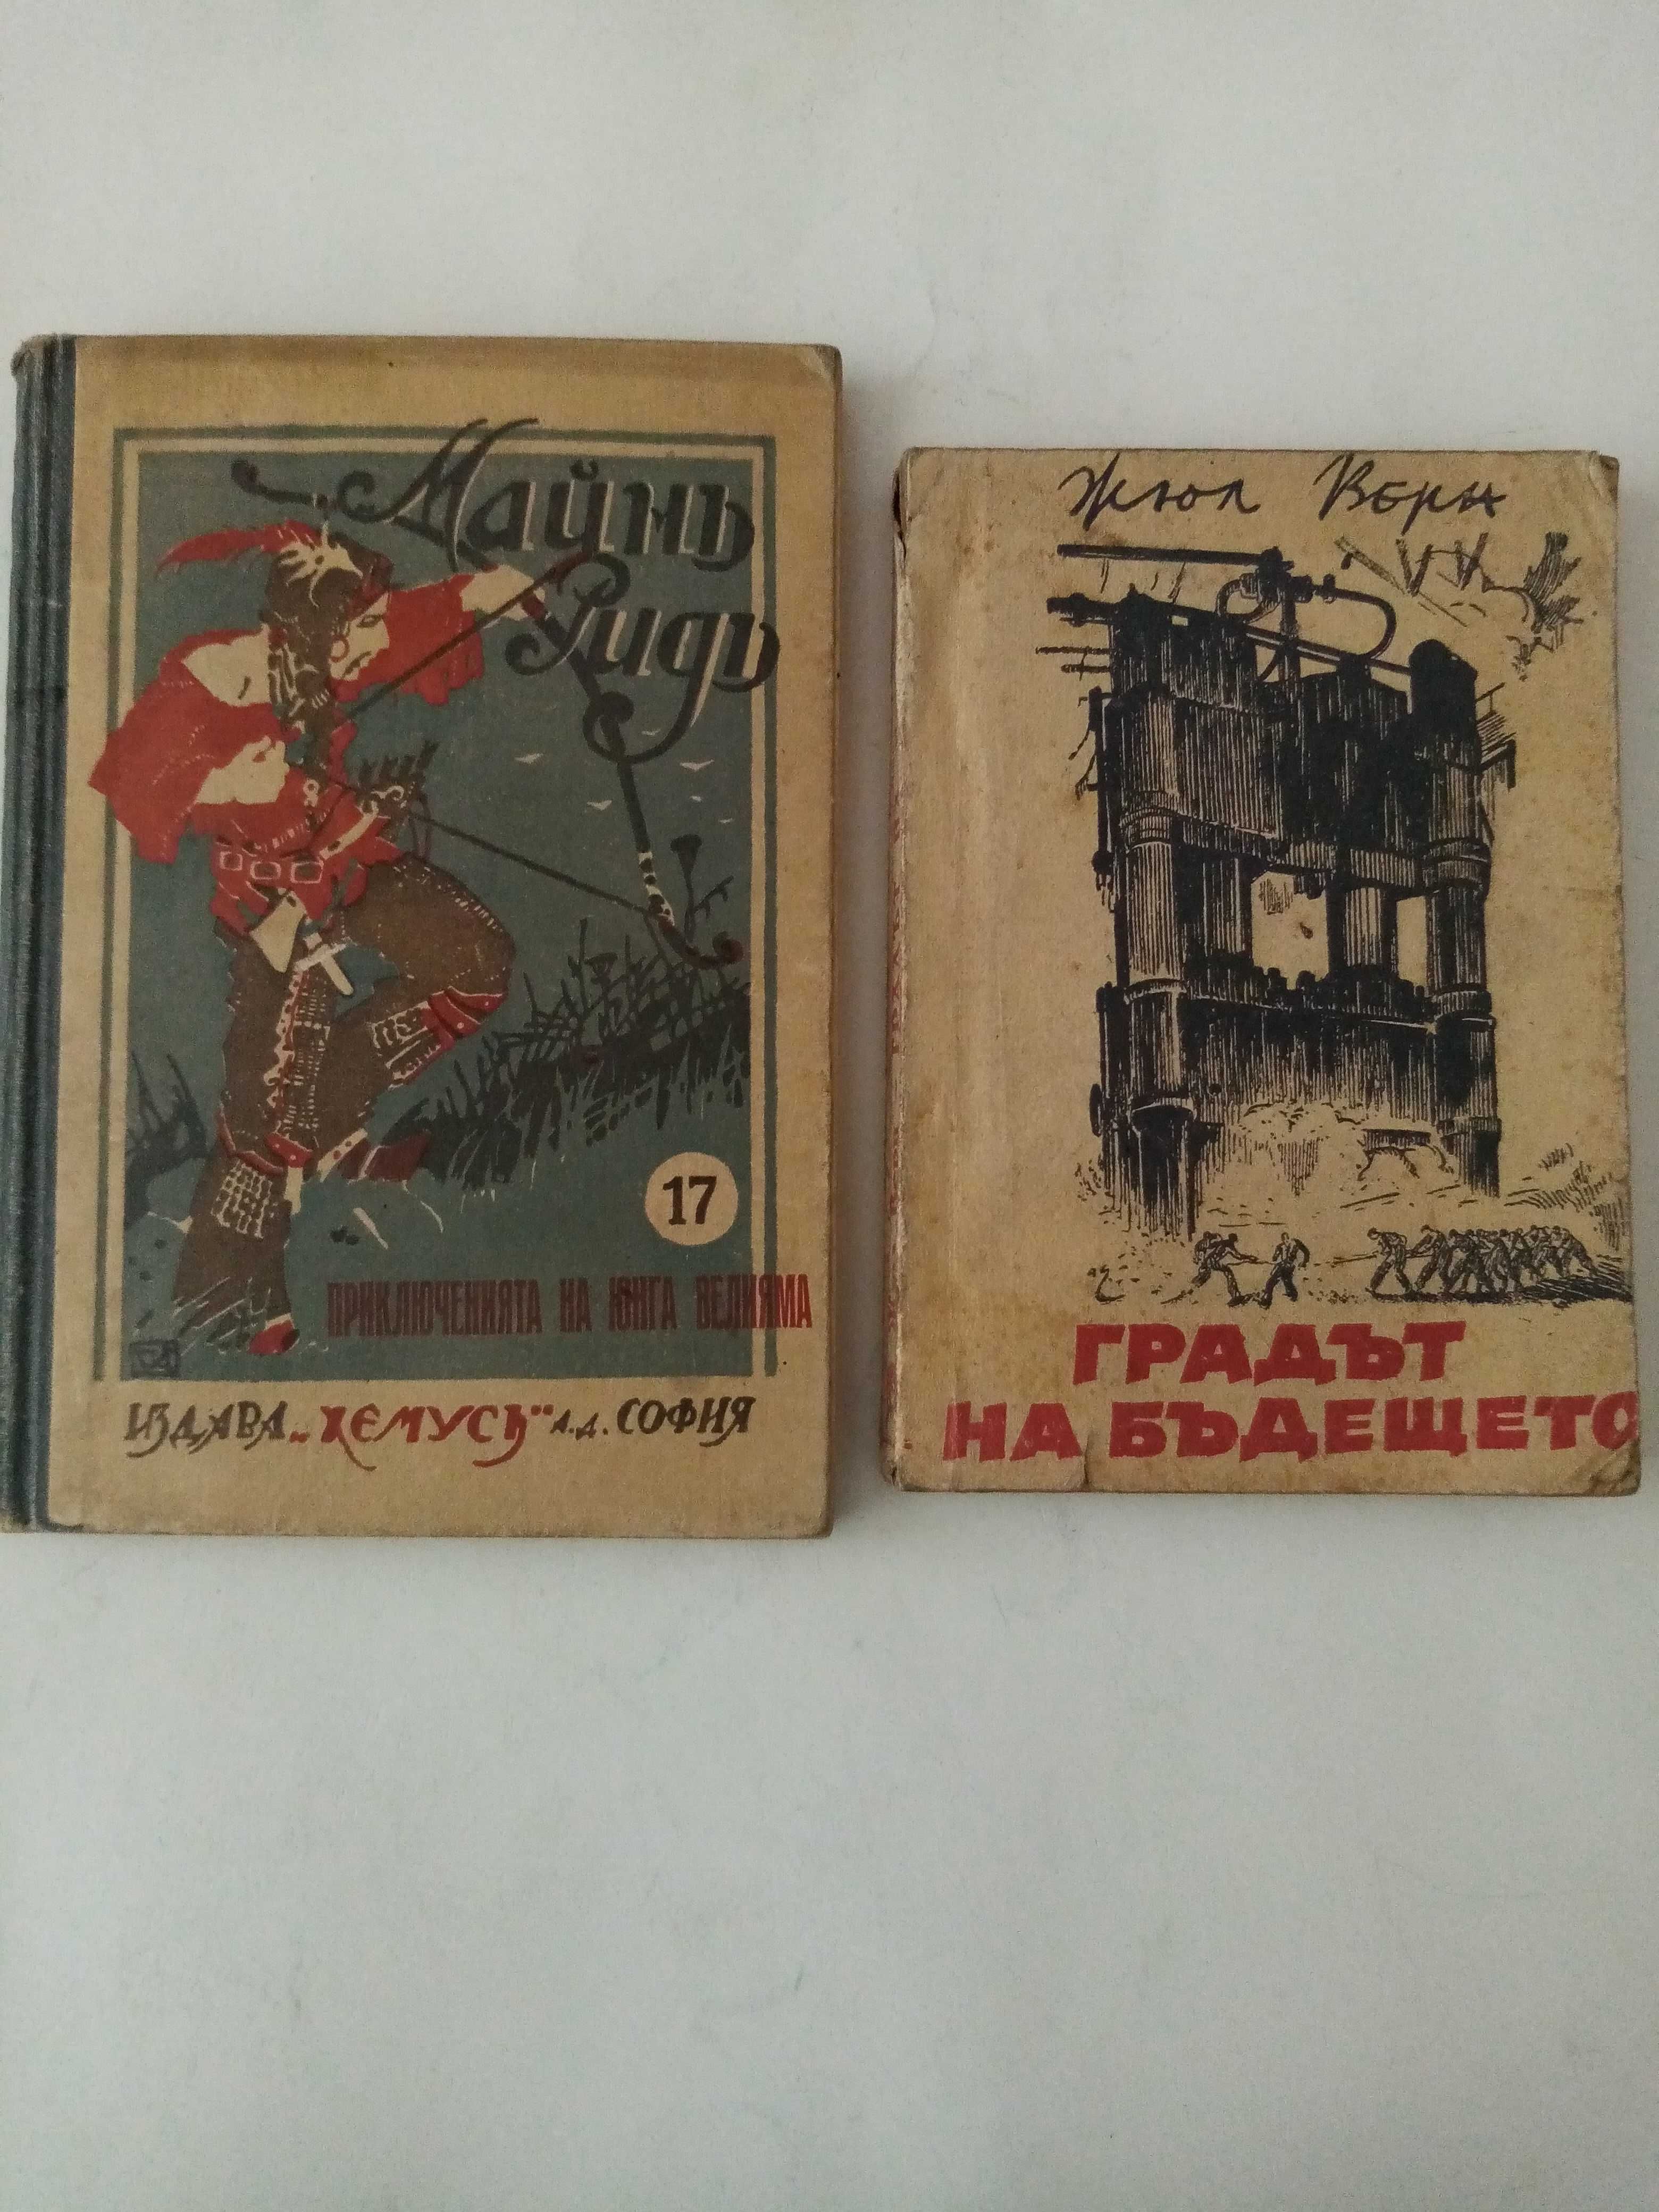 Майнъ
Ридъ
17
ПРИКЛЮЧЕНИЯТА НА ЮНГА ВЕЛИЯМА
ИЗДАВА „ХЕМУСЪ" А.Д. СОФИЯ
Жюл Верн
ГРАДЪТ
НА БЪДЕЩЕТО